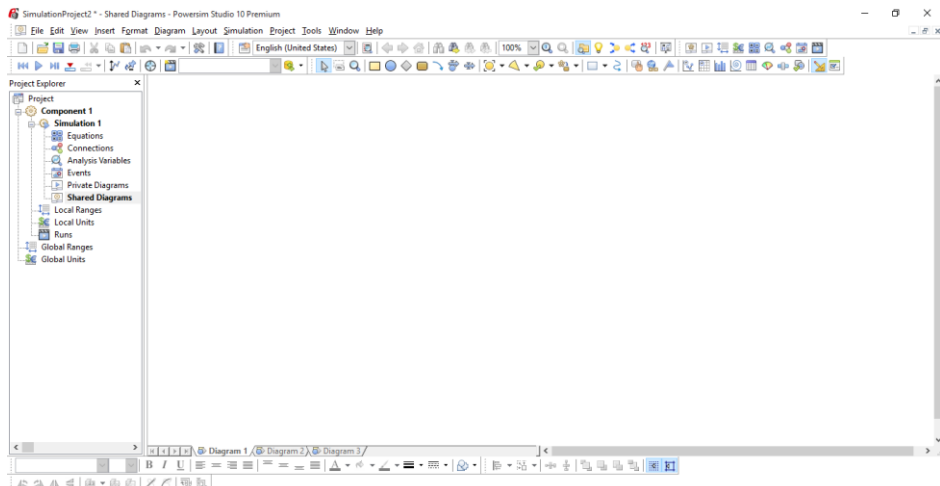 SimulationProject2 * - Shared Diagrams - Powersim Studio 10 Premium
File Edit View Insert Format Diagram Layout Simulation Project Tools Window Help
English (United States) 100%
Project Explorer
Project
Component 1
Simulation 1
Equations
Connections
Analysis Variables
Events
Private Diagrams
Shared Diagrams
Local Ranges
Local Units
Runs
Global Ranges
Global Units
Diagram 1 Diagram 2 Diagram 3
B I U A